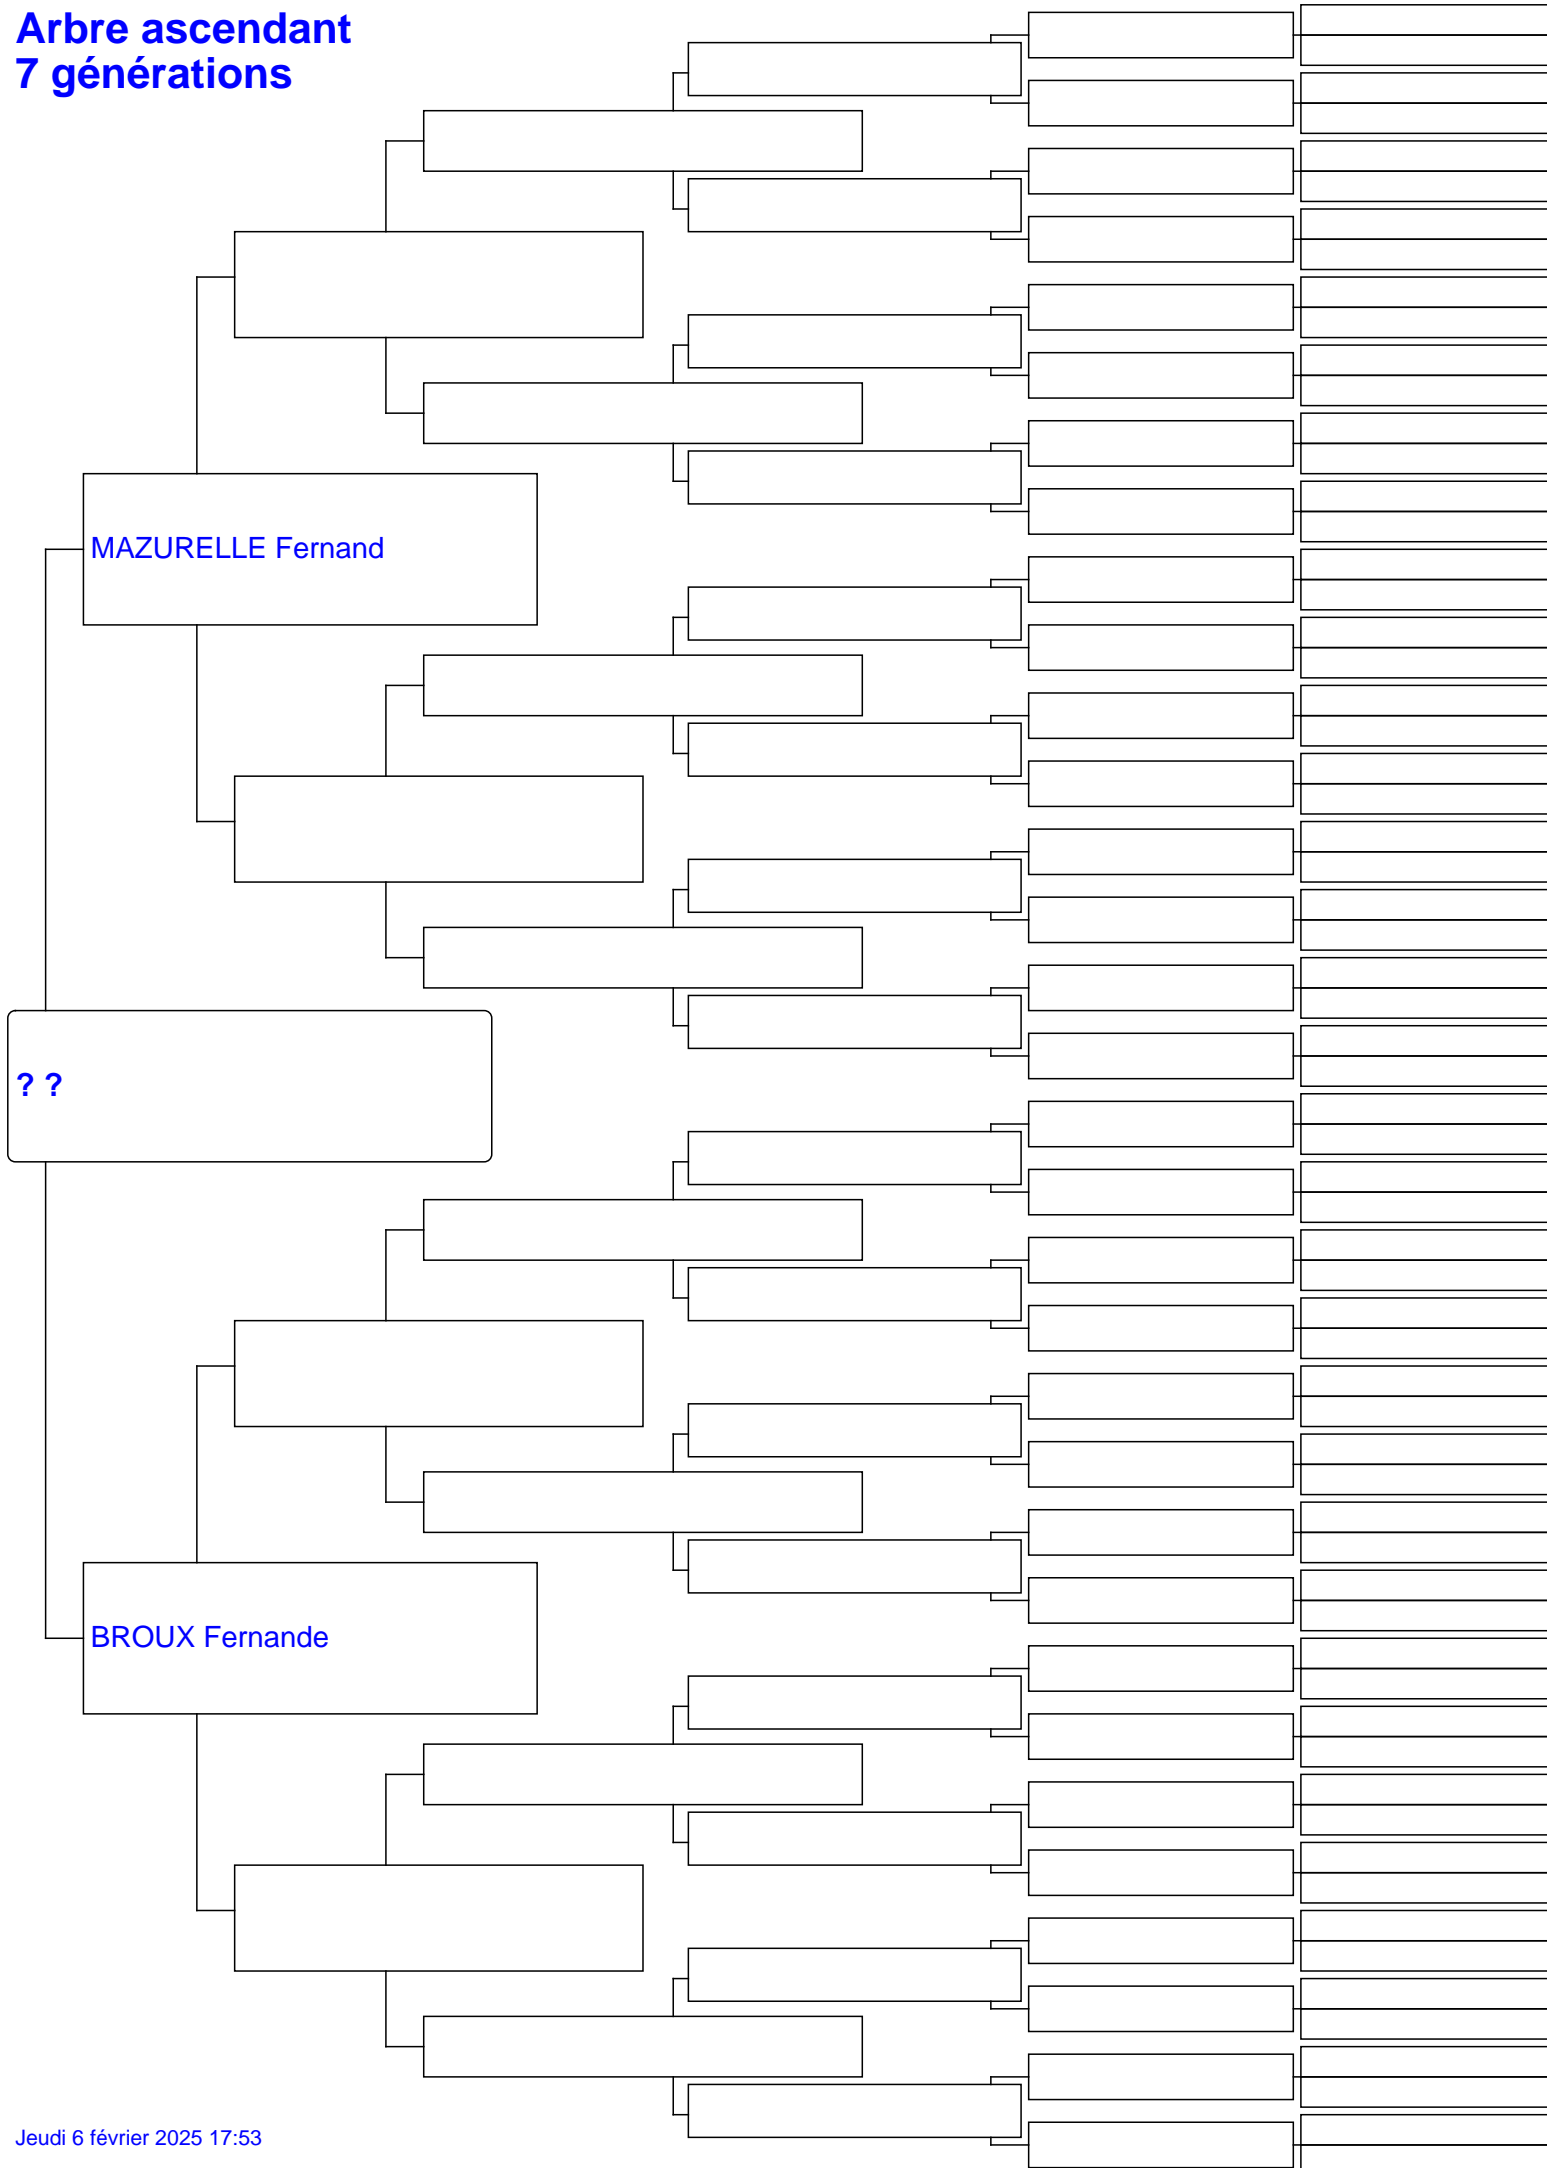 Arbre ascendant
7 générations
MAZURELLE Fernand
? ?
BROUX Fernande
Jeudi 6 février 2025 17:53